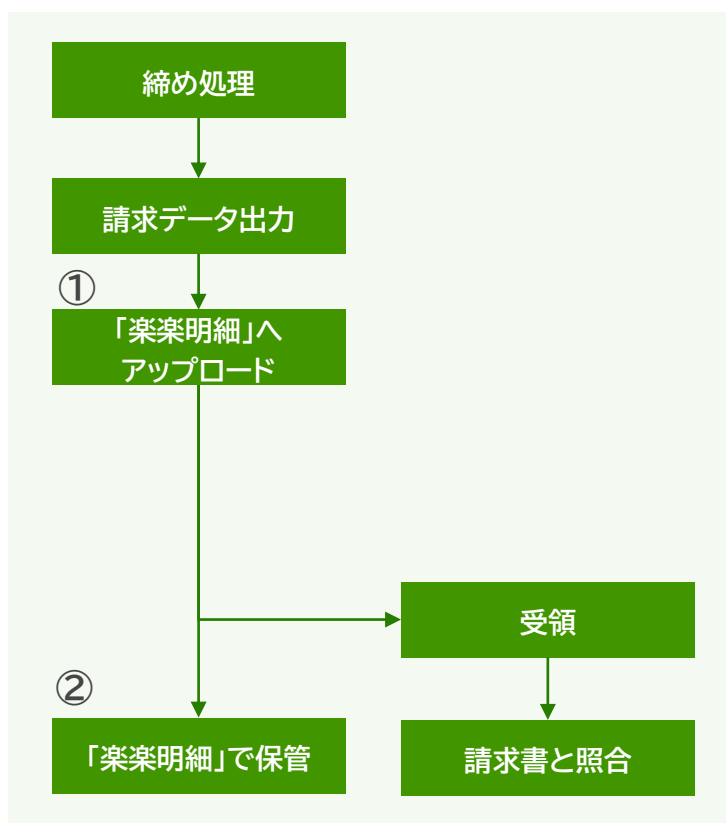 締め処理
請求データ出力
①
「楽楽明細」へ
アップロード
受領
②
「楽楽明細」で保管
請求書と照合